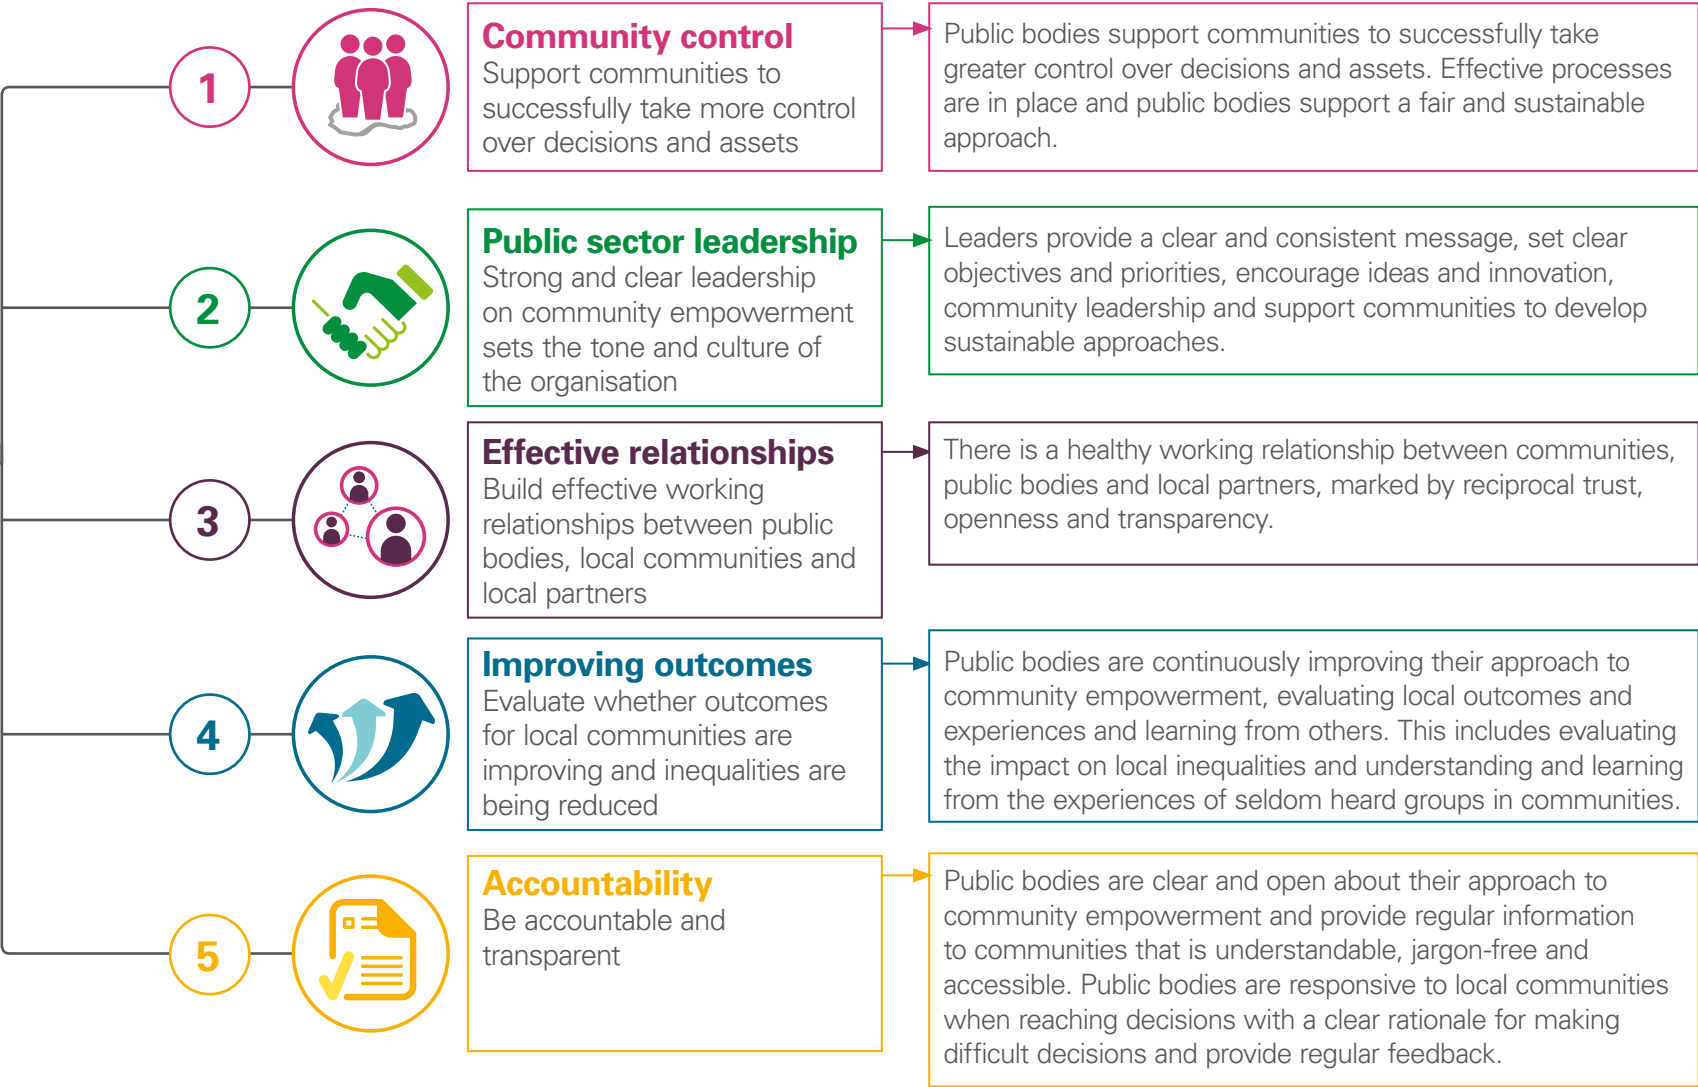 1
Community control
Support communities to
successfully take more control
over decisions and assets
Public bodies support communities to successfully take
greater control over decisions and assets. Effective processes
are in place and public bodies support a fair and sustainable
approach.
2
Public sector leadership
Strong and clear leadership
on community empowerment
sets the tone and culture of
the organisation
Leaders provide a clear and consistent message, set clear
objectives and priorities, encourage ideas and innovation,
community leadership and support communities to develop
sustainable approaches.
3
Effective relationships
Build effective working
relationships between public
bodies, local communities and
local partners
There is a healthy working relationship between communities,
public bodies and local partners, marked by reciprocal trust,
openness and transparency.
4
Improving outcomes
Evaluate whether outcomes
for local communities are
improving and inequalities are
being reduced
Public bodies are continuously improving their approach to
community empowerment, evaluating local outcomes and
experiences and learning from others. This includes evaluating
the impact on local inequalities and understanding and learning
from the experiences of seldom heard groups in communities.
5
Accountability
Be accountable and
transparent
Public bodies are clear and open about their approach to
community empowerment and provide regular information
to communities that is understandable, jargon-free and
accessible. Public bodies are responsive to local communities
when reaching decisions with a clear rationale for making
difficult decisions and provide regular feedback.